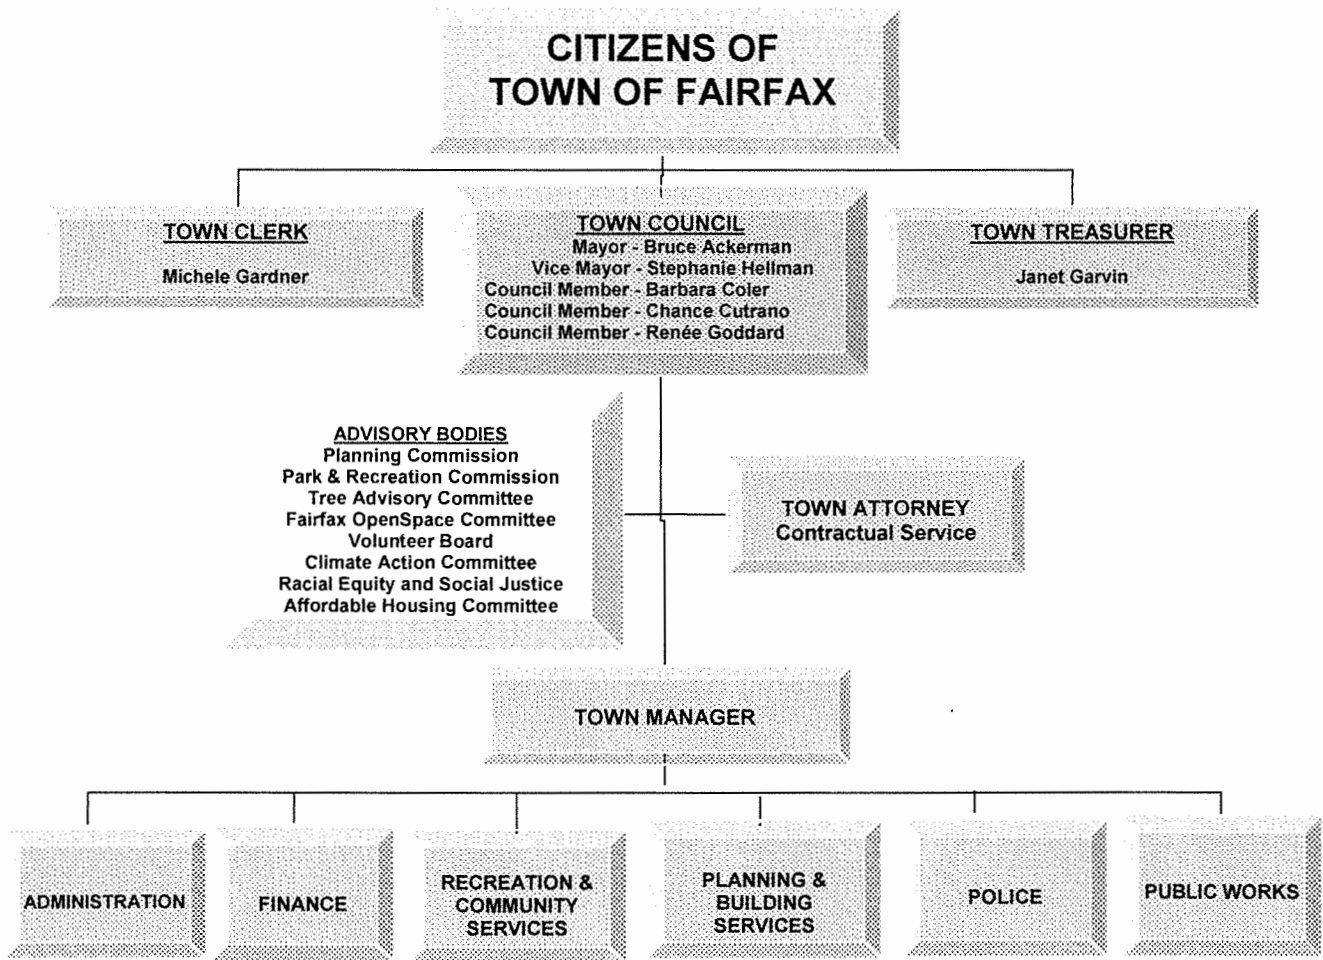 CITIZENS OF
TOWN OF FAIRFAX
TOWN CLERK
Michele Gardner
TOWN COUNCIL
Mayor - Bruce Ackerman
Vice Mayor - Stephanie Hellman
Council Member - Barbara Coler
Council Member - Chance Cutrano
Council Member - Renée Goddard
TOWN TREASURER
Janet Garvin
ADVISORY BODIES
Planning Commission
Park & Recreation Commission
Tree Advisory Committee
Fairfax OpenSpace Committee
Volunteer Board
Climate Action Committee
Racial Equity and Social Justice
Affordable Housing Committee
TOWN ATTORNEY
Contractual Service
TOWN MANAGER
ADMINISTRATION
FINANCE
RECREATION &
COMMUNITY
SERVICES
PLANNING &
BUILDING
SERVICES
POLICE
PUBLIC WORKS